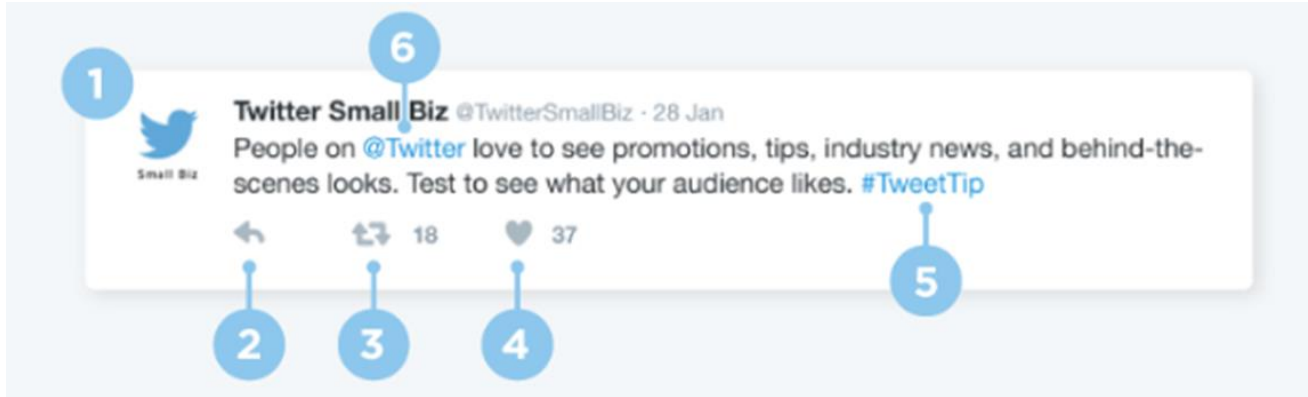 6
1
Twitter Small Biz @TwitterSmallBiz · 28 Jan
People on @Twitter love to see promotions, tips, industry news, and behind-the-
Small Biz
scenes looks. Test to see what your audience likes. #TweetTip
18 37
5
2 3 4